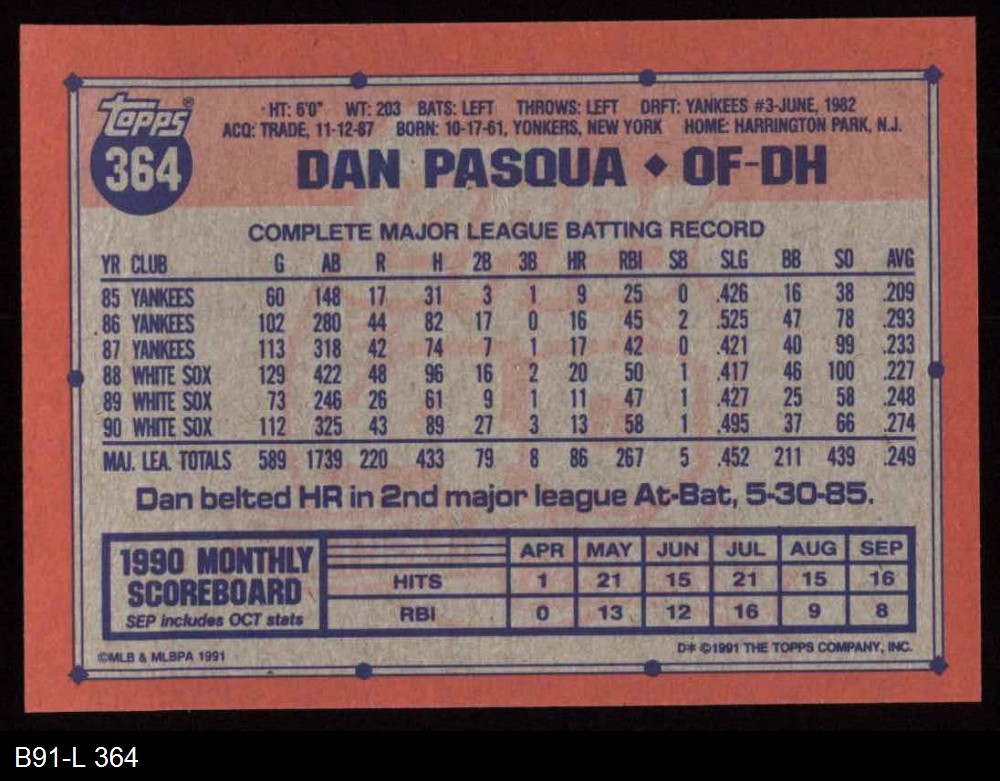 Topps®
364
HT: 6'0" WT: 203 BATS: LEFT THROWS: LEFT DRFT: YANKEES #3-JUNE, 1982
ACQ: TRADE, 11-12-87 BORN: 10-17-61, YONKERS, NEW YORK HOME: HARRINGTON PARK, N.J.
DAN PASQUA ◆ OF-DH
COMPLETE MAJOR LEAGUE BATTING RECORD
YR CLUB G AB R H 2B 3B HR RBI SB SLG BB SO AVG
85 YANKEES 60 148 17 31 3 1 9 25 0 .426 16 38 .209
86 YANKEES 102 280 44 82 17 0 16 45 2 .525 47 78 .293
87 YANKEES 113 318 42 74 7 1 17 42 0 .421 40 99 .233
88 WHITE SOX 129 422 48 96 16 2 20 50 1 .417 46 100 .227
89 WHITE SOX 73 246 26 61 9 1 11 47 1 .427 25 58 .248
90 WHITE SOX 112 325 43 89 27 3 13 58 1 .495 37 66 .274
MAJ. LEA. TOTALS 589 1739 220 433 79 8 86 267 5 .452 211 439 .249
Dan belted HR in 2nd major league At-Bat, 5-30-85.
1990 MONTHLY
SCOREBOARD
SEP includes OCT stats
APR MAY JUN JUL AUG SEP
HITS 1 21 15 21 15 16
RBI 0 13 12 16 9 8
©MLB & MLBPA 1991
D* ©1991 THE TOPPS COMPANY, INC.
B91-L 364